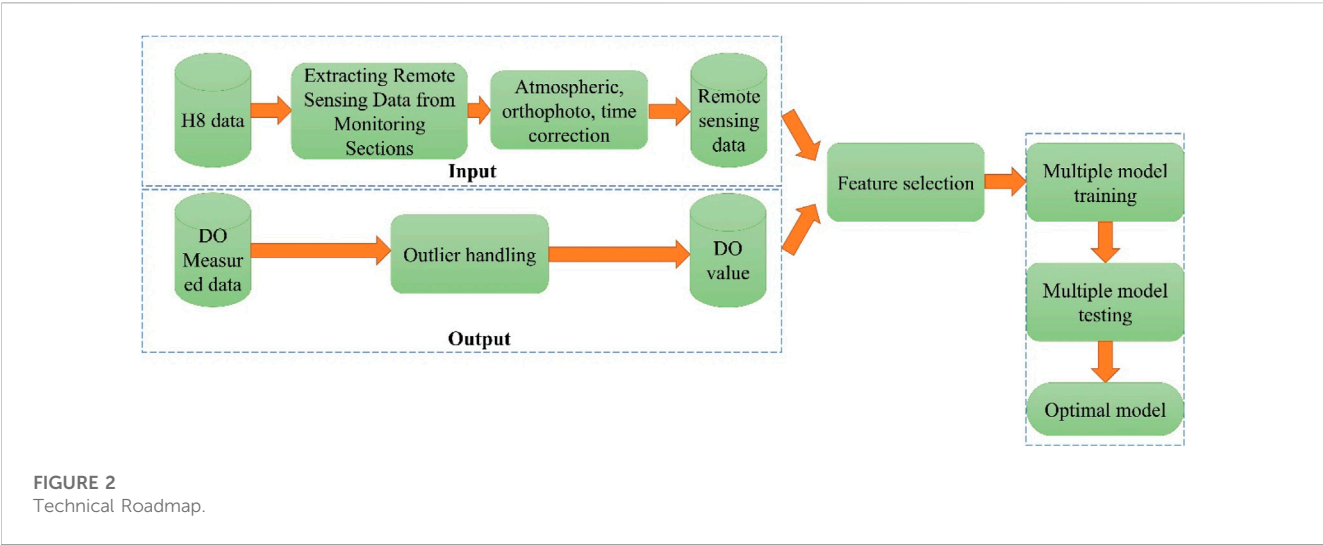 H8 data
Extracting Remote
Sensing Data from
Monitoring
Sections
Atmospheric,
orthophoto, time
correction
Remote
sensing
data
Input
DO
Measur
ed data
Outlier handling
DO
value
Output
Feature selection
Multiple model
training
Multiple model
testing
Optimal model
FIGURE 2
Technical Roadmap.